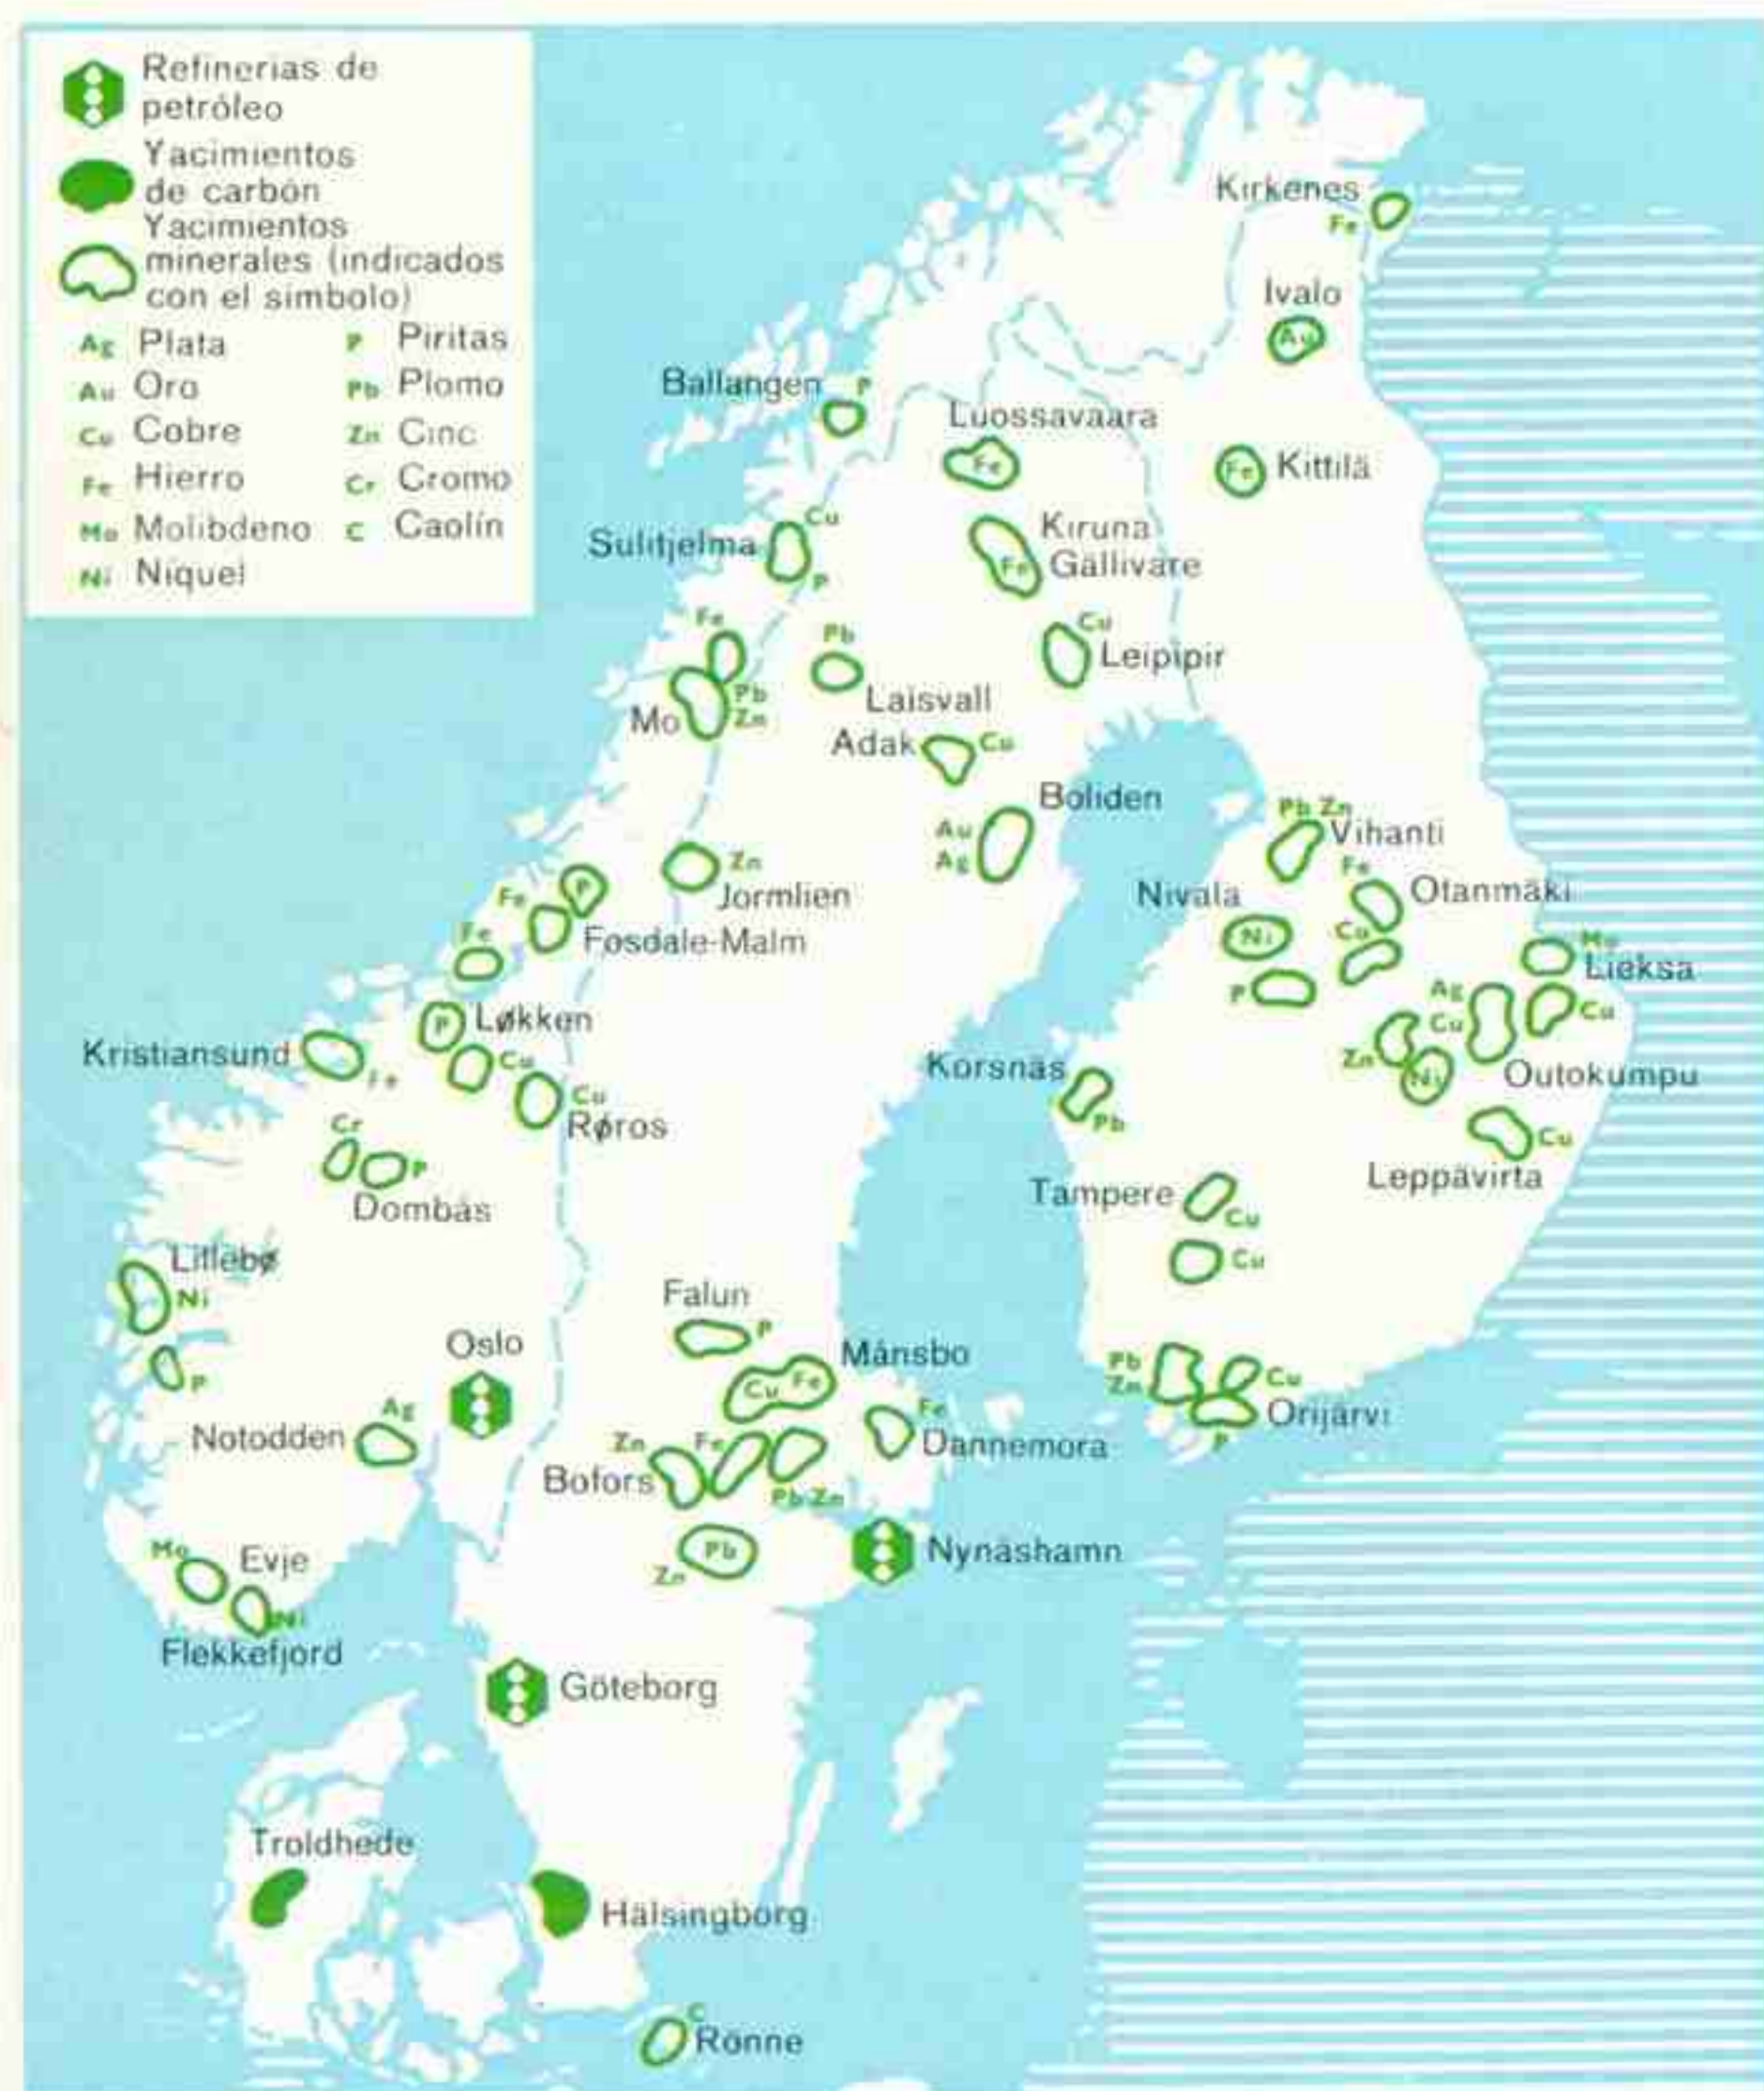 Refinerias de
petróleo
Yacimientos
de carbón
Yacimientos
minerales (indicados
con el simbolo)
Ag Plata P Piritas
Au Oro Pb Plomo
Cu Cobre Zn Cinc
Fe Hierro Cr Cromo
Mo Molibdeno C Caolín
Ni Niquel
Kirkenes
Fe
Ivalo
Au
Ballangen P
Luossavaara
Fe
Fe Kittilä
Cu
Sulitjelma
P
Kiruna
Fe Gällivare
Fe
Pb
Cu
Leipipir
Pb
Mo Zn
Laisvall
Adak Cu
Boliden
Au
Ag
Pb Zn
Vihanti
Zn
Jormlien
Fe
Otanmäki
Nivala
Fe P
Fosdale-Malm
Fe
Ni
Cu
P
Mo
Lieksa
Ag
Cu
Cu
Zn
Ni
Outokumpu
P Løkken
Kristiansund
Fe
Cu
Cu
Røros
Korsnäs
Pb
Cu
Leppävirta
Cr
P
Dombås
Tampere
Cu
Cu
Lillebø
Ni
P
Falun
P
Oslo
Månsbo
Cu Fe
Pb
Zn
Cu
Orijärvi
P
Ag
Notodden
Fe
Dannemora
Zn Fe
Bofors
Pb Zn
Pb
Zn
Nynäshamn
Mo
Evje
Ni
Flekkefjord
Göteborg
Troldhede
Hälsingborg
C
Rönne